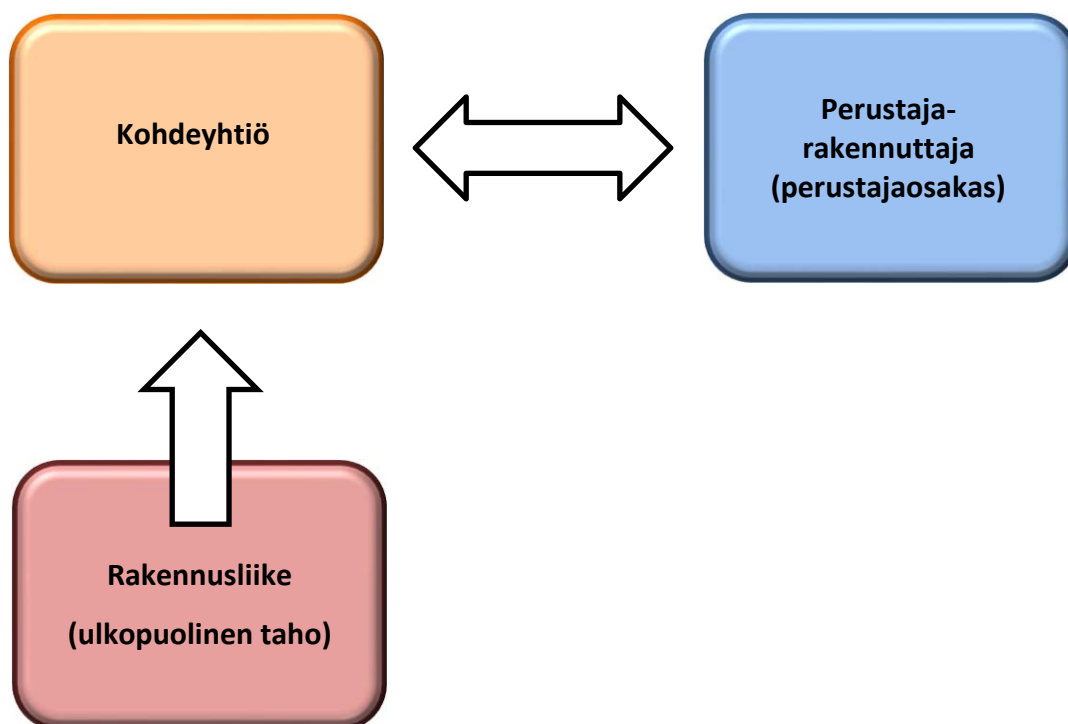 Kohdeyhtiö
Perustaja-
rakennuttaja
(perustajaosakas)
Rakennusliike
(ulkopuolinen taho)